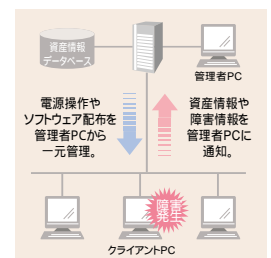 資産情報
データベース
管理者PC
電源操作や
ソフトウェア配布を
管理者PCから
一元管理。
資産情報や
障害情報を
管理者PCに
通知。
障害
発生
クライアントPC